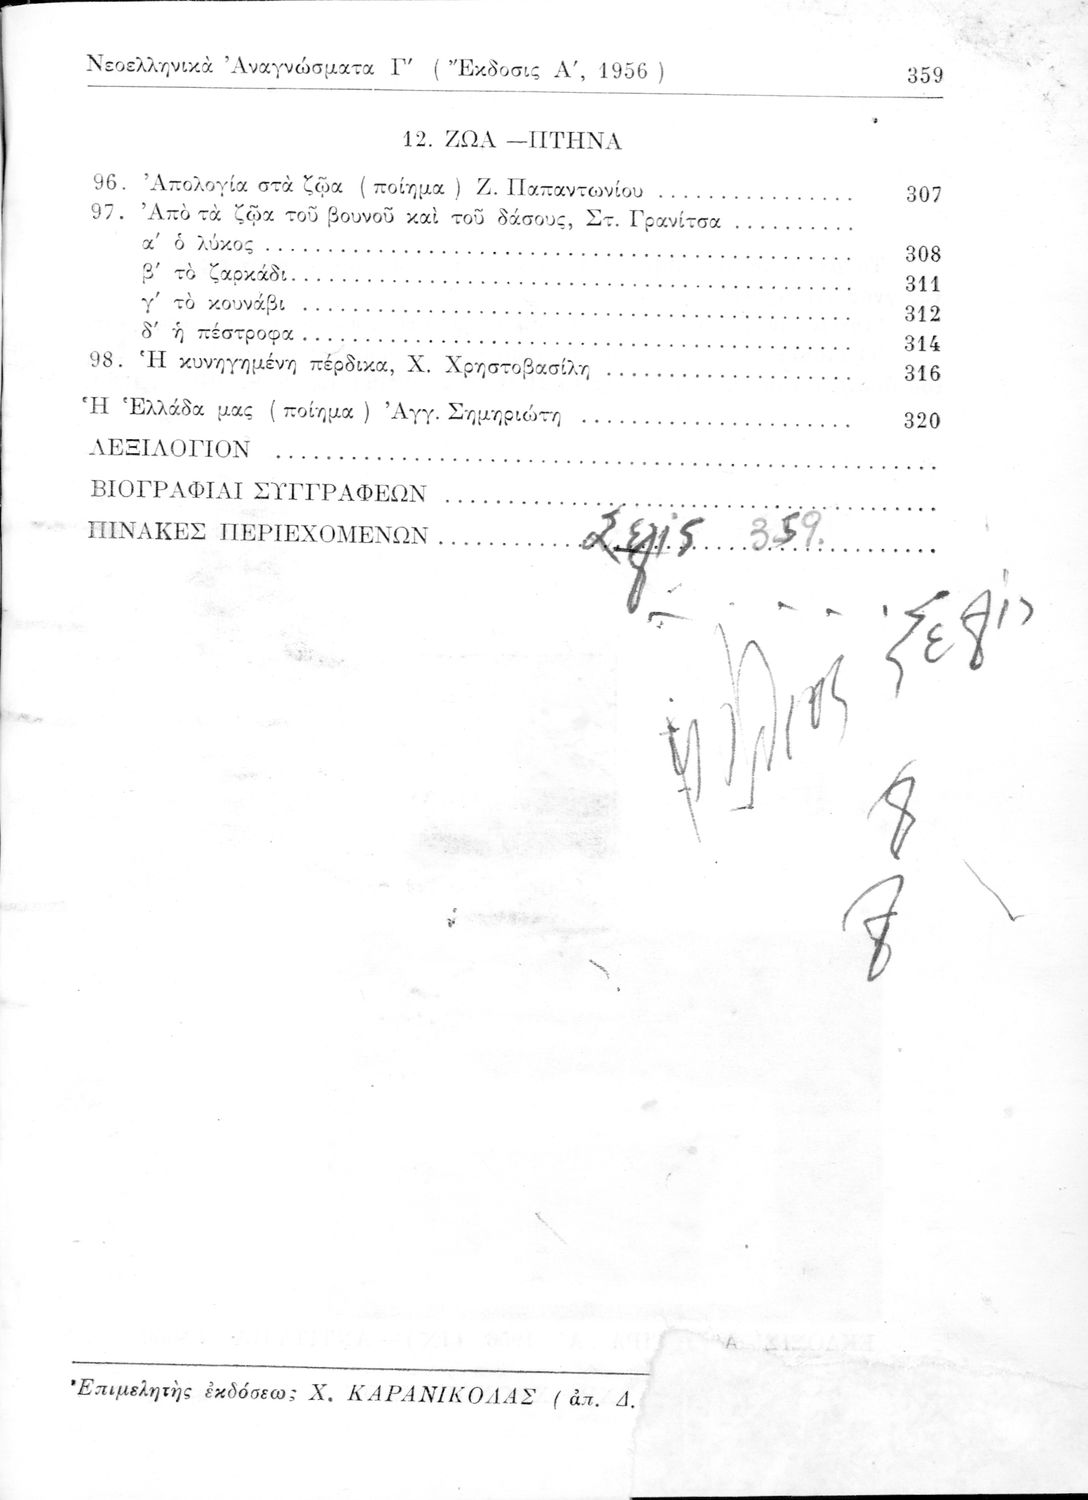 Νεοελληνικὰ Ἀναγνώσματα Γ′ ( Ἔκδοσις Α′, 1956 ) 359
12. ΖΩΑ —ΠΤΗΝΑ
96. Ἀπολογία στὰ ζῷα ( ποίημα ) Ζ. Παπαντωνίου ................ 307
97. Ἀπὸ τὰ ζῷα τοῦ βουνοῦ καὶ τοῦ δάσους, Στ. Γρανίτσα ..........
α′ ὁ λύκος ............................................. 308
β′ τὸ ζαρκάδι........................................... 311
γ′ τὸ κουνάβι .......................................... 312
δ′ ἡ πέστροφα.......................................... 314
98. Ἡ κυνηγημένη πέρδικα, Χ. Χρηστοβασίλη .................... 316
Ἡ Ἑλλάδα μας ( ποίημα ) Ἀγγ. Σημηριώτη ...................... 320
ΛΕΞΙΛΟΓΙΟΝ ......................................................
ΒΙΟΓΡΑΦΙΑΙ ΣΥΓΓΡΑΦΕΩΝ ..........................................
ΠΙΝΑΚΕΣ ΠΕΡΙΕΧΟΜΕΝΩΝ .......... Σελίς 359.
Ἐπιμελητὴς ἐκδόσεως Χ. ΚΑΡΑΝΙΚΟΛΑΣ ( ἀπ. Δ.